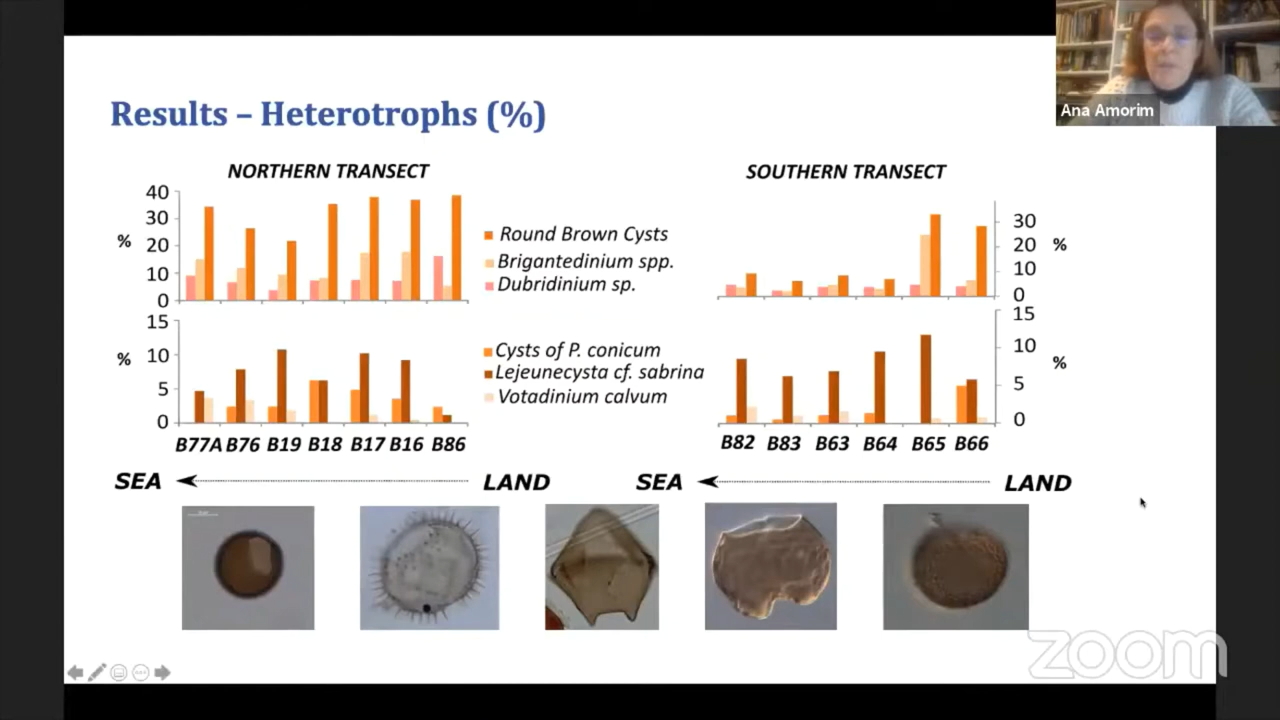 Ana Amorim
Results – Heterotrophs (%)
NORTHERN TRANSECT
40
30
20
10
0
%
15
10
5
0
%
B77A B76 B19 B18 B17 B16 B86
SEA
LAND
Round Brown Cysts
Brigantedinium spp.
Dubridinium sp.
Cysts of P. conicum
Lejeunecysta cf. sabrina
Votadinium calvum
SOUTHERN TRANSECT
30
20
10
0
%
15
10
5
0
%
B82 B83 B63 B64 B65 B66
SEA
LAND
zoom